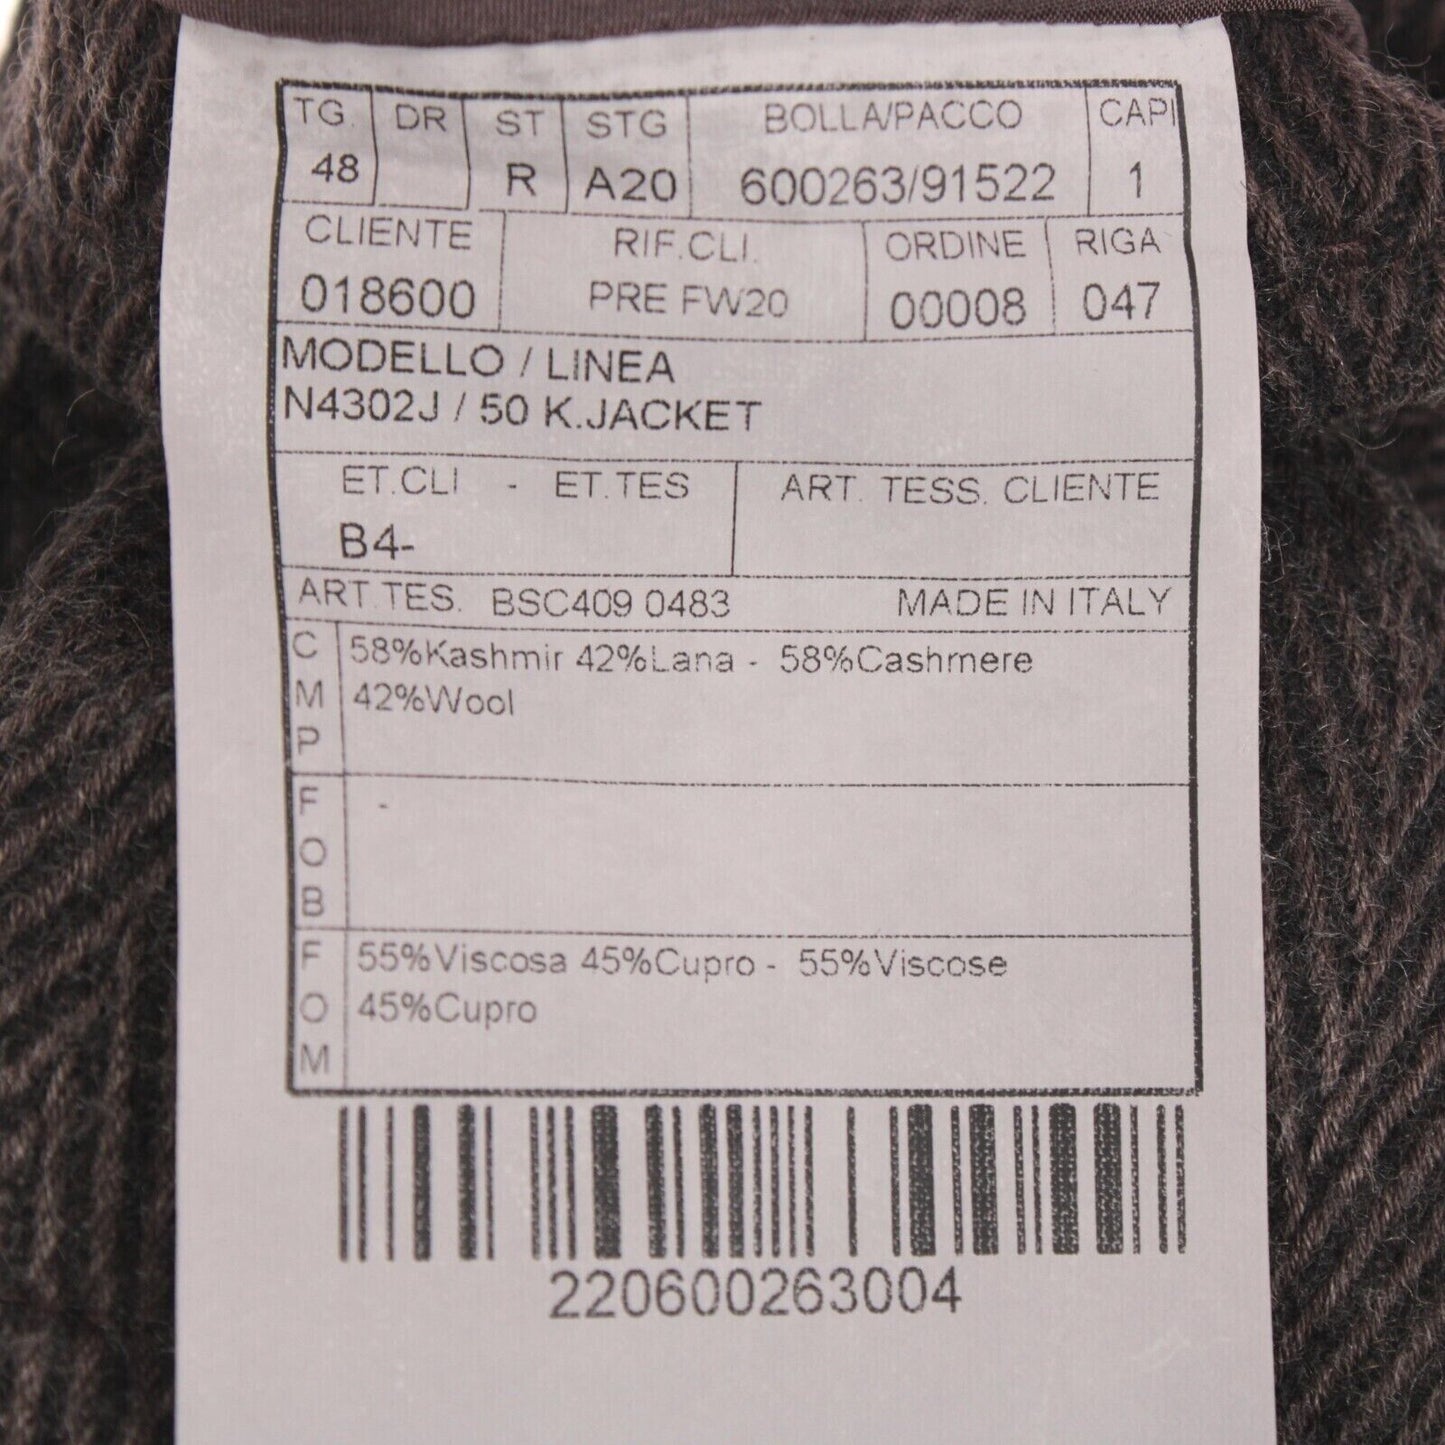 TG. DR ST STG BOLLA/PACCO CAPI
48 R A20 600263/91522 1
CLIENTE RIF.CLI. ORDINE RIGA
018600 PRE FW20 00008 047
MODELLO / LINEA
N4302J / 50 K.JACKET
ET.CLI - ET.TES ART. TESS. CLIENTE
B4-
ART.TES. BSC409 0483 MADE IN ITALY
C M P
58%Kashmir 42%Lana - 58%Cashmere
42%Wool
F O B
-
F O M
55%Viscosa 45%Cupro - 55%Viscose
45%Cupro
220600263004